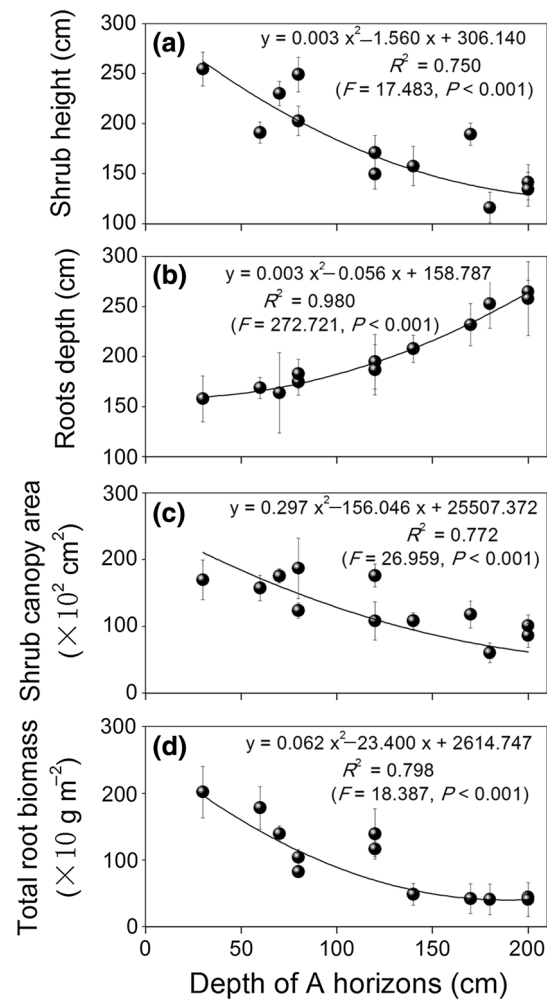 (a)
y = 0.003 x²–1.560 x + 306.140
R² = 0.750
(F = 17.483, P < 0.001)
Shrub height (cm)
300
250
200
150
100
(b)
y = 0.003 x²–0.056 x + 158.787
R² = 0.980
(F = 272.721, P < 0.001)
Roots depth (cm)
300
250
200
150
100
(c)
y = 0.297 x²–156.046 x + 25507.372
R² = 0.772
(F = 26.959, P < 0.001)
Shrub canopy area
(×10² cm²)
300
200
100
0
(d)
y = 0.062 x²–23.400 x + 2614.747
R² = 0.798
(F = 18.387, P < 0.001)
Total root biomass
(×10 g m⁻²)
300
200
100
0
0 50 100 150 200
Depth of A horizons (cm)